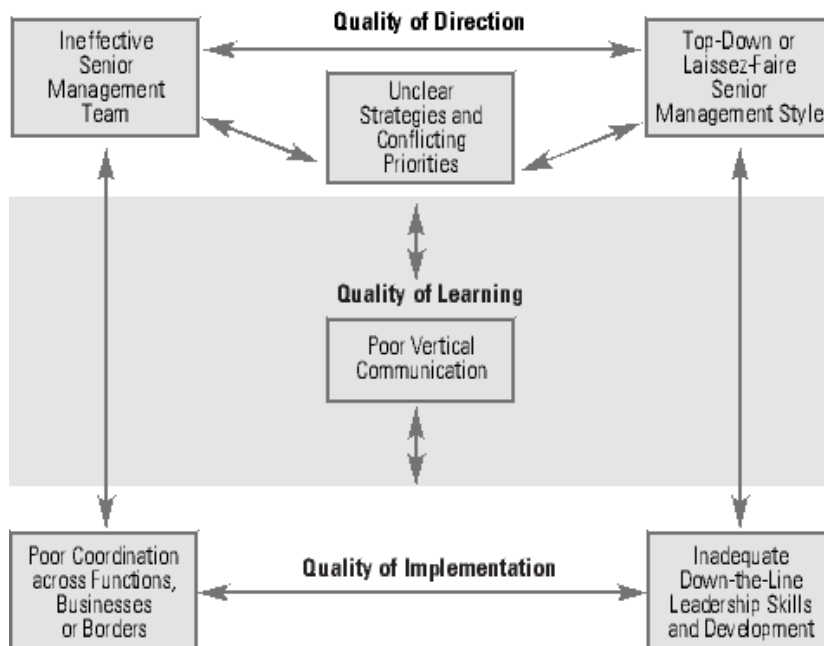 Quality of Direction
Ineffective
Senior
Management
Team
Unclear
Strategies and
Conflicting
Priorities
Top-Down or
Laissez-Faire
Senior
Management Style
Quality of Learning
Poor Vertical
Communication
Quality of Implementation
Poor Coordination
across Functions,
Businesses
or Borders
Inadequate
Down-the-Line
Leadership Skills
and Development